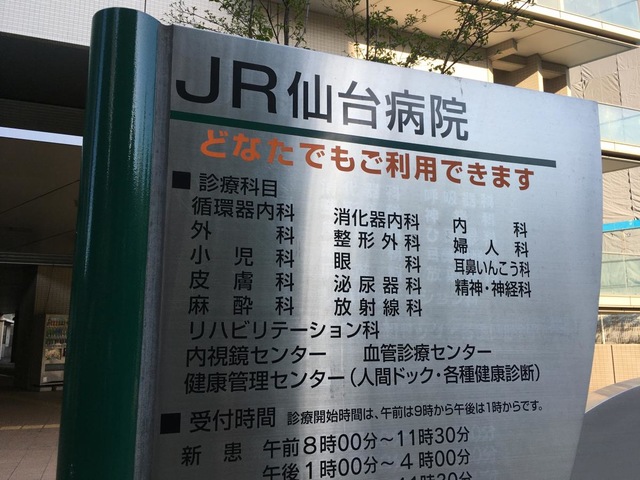 JR仙台病院
どなたでもご利用できます
■ 診療科目
循環器内科 消化器内科 内科
外科 整形外科 婦人科
小児科 眼科 耳鼻いんこう科
皮膚科 泌尿器科 精神・神経科
麻酔科 放射線科
リハビリテーション科
内視鏡センター 血管診療センター
健康管理センター(人間ドック・各種健康診断)
■ 受付時間 診療開始時間は、午前は9時から午後は1時からです。
新患 午前8時00分~11時30分
午後1時00分~4時00分